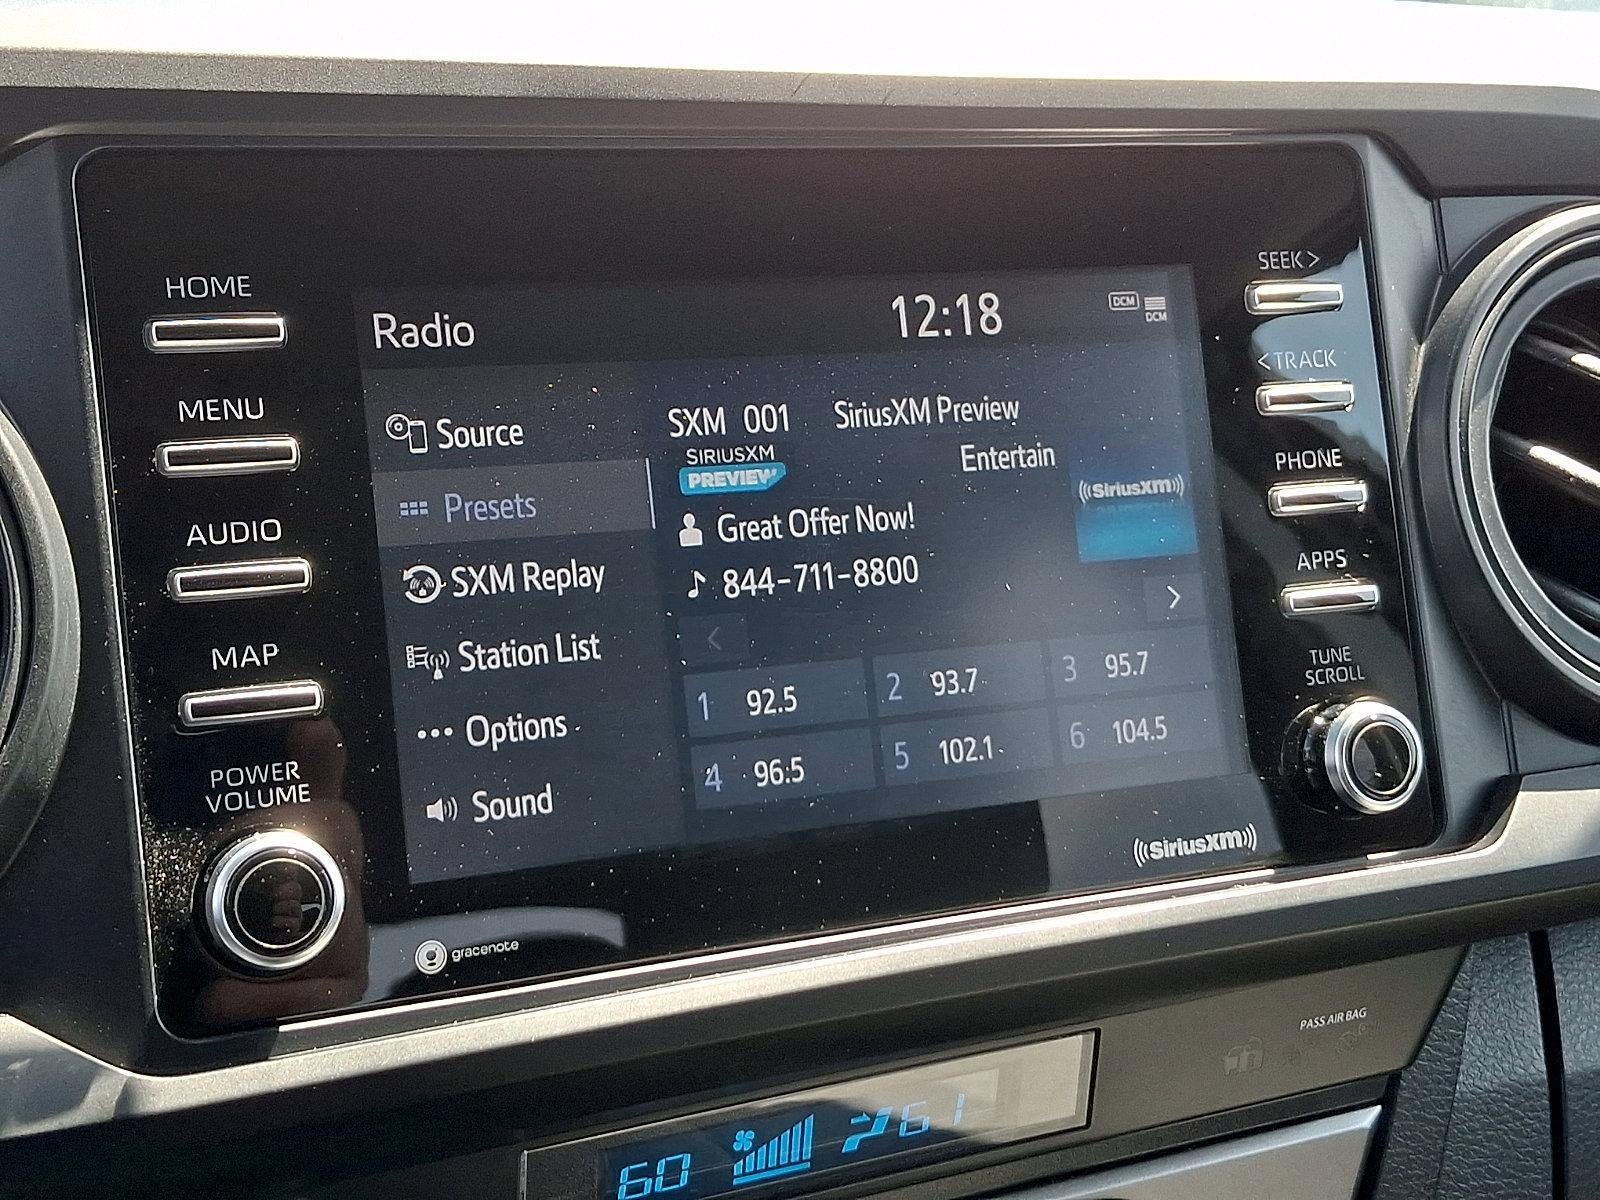 HOME
MENU
AUDIO
MAP
POWER
VOLUME
Radio
12:18
DCM
DCM
Source
Presets
SXM Replay
Station List
Options
Sound
SXM 001 SiriusXM Preview
SIRIUSXM
PREVIEW
Entertain
((SiriusXM))
Great Offer Now!
844-711-8800
<
>
1 92.5
2 93.7
3 95.7
4 96.5
5 102.1
6 104.5
SEEK >
< TRACK
PHONE
APPS
TUNE
SCROLL
g gracenote
((SiriusXM))
PASS AIR BAG
60
61